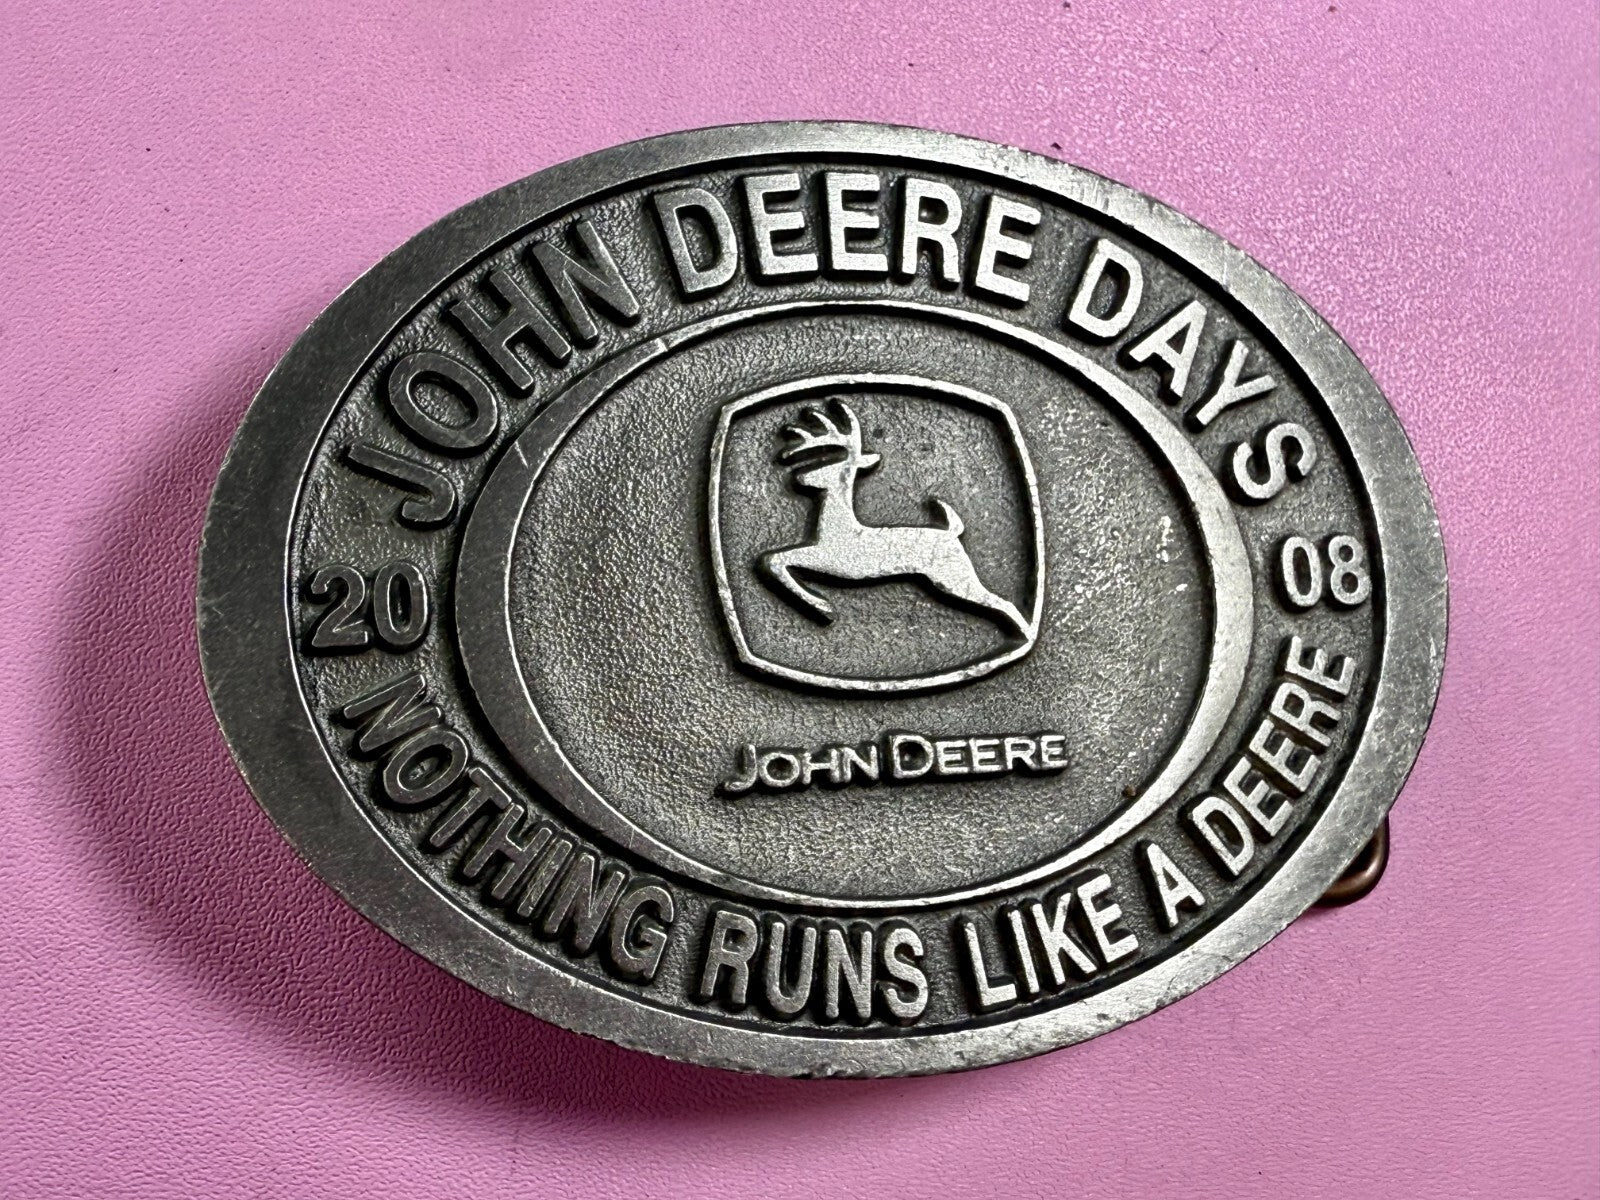 JOHN DEERE DAYS
20 08
JOHN DEERE
NOTHING RUNS LIKE A DEERE